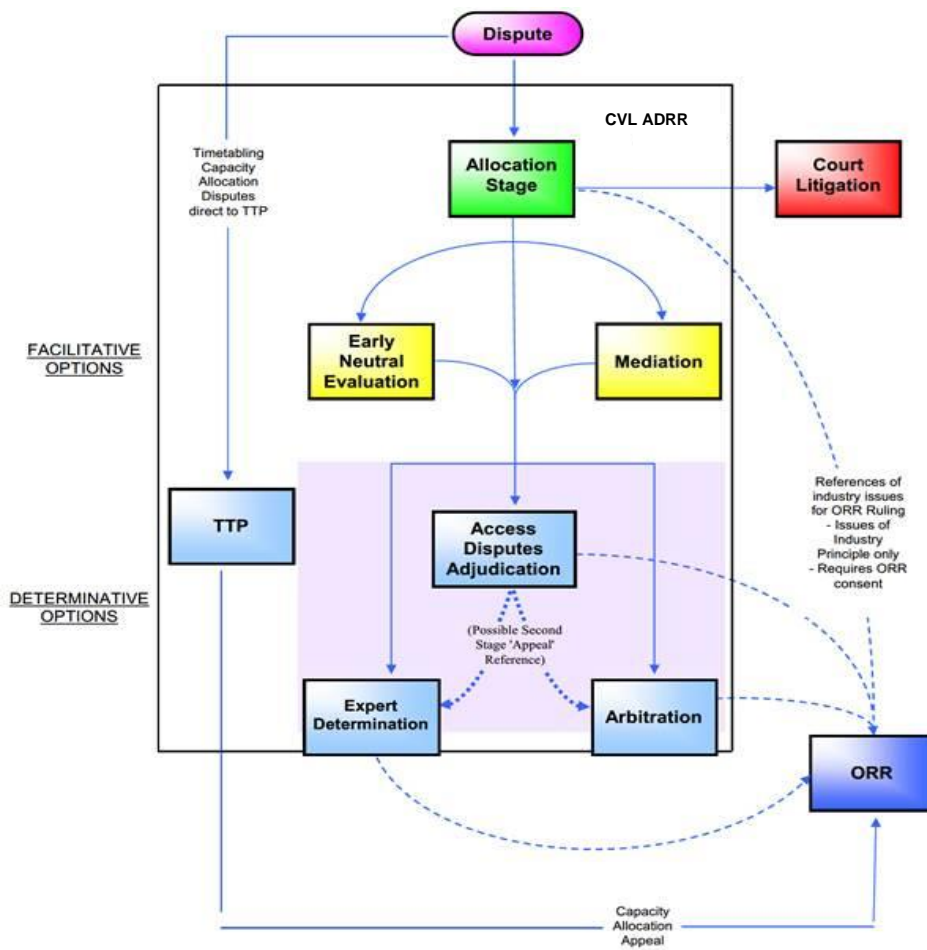 Dispute
CVL ADRR
Timetabling
Capacity
Allocation
Disputes
direct to TTP
Allocation
Stage
Court
Litigation
FACILITATIVE
OPTIONS
Early
Neutral
Evaluation
Mediation
TTP
Access
Disputes
Adjudication
References of
industry issues
for ORR Ruling
- Issues of
Industry
Principle only
- Requires ORR
consent
DETERMINATIVE
OPTIONS
(Possible Second
Stage 'Appeal'
Reference)
Expert
Determination
Arbitration
ORR
Capacity
Allocation
Appeal